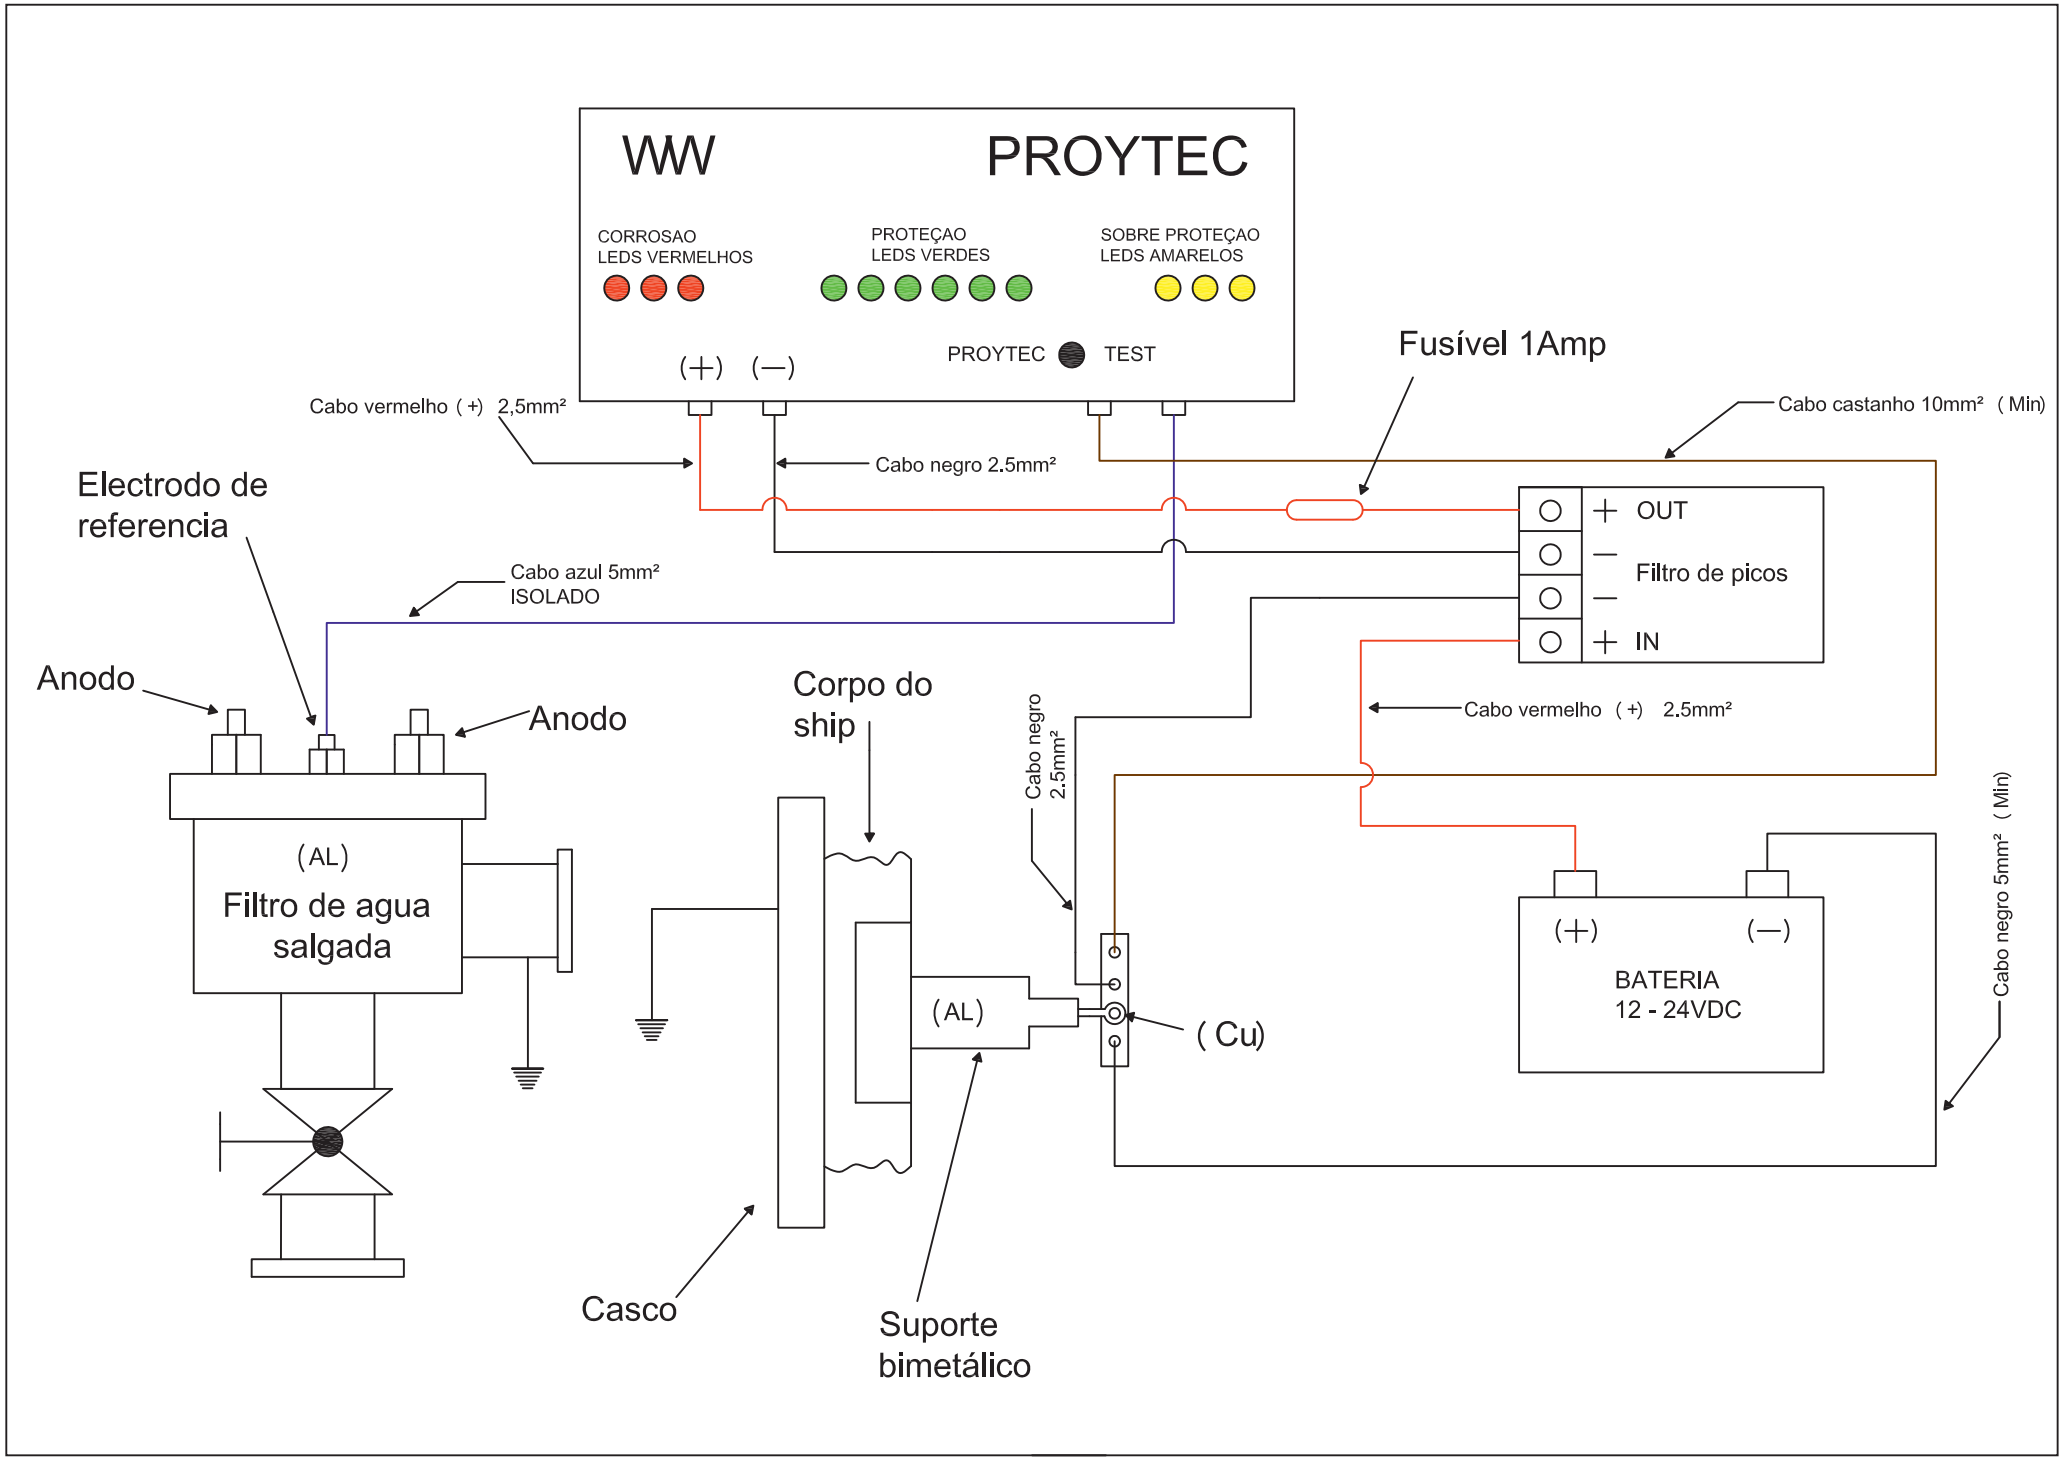 WW
PROYTEC
CORROSAO
LEDS VERMELHOS
PROTEÇAO
LEDS VERDES
SOBRE PROTEÇAO
LEDS AMARELOS
PROYTEC
TEST
(+)
(—)
Fusível 1Amp
Cabo vermelho (+) 2,5mm²
Cabo castanho 10mm² (Min)
Cabo negro 2.5mm²
Electrodo de
referencia
+ OUT
—
Filtro de picos
—
+ IN
Cabo azul 5mm²
ISOLADO
Anodo
Anodo
Corpo do
ship
Cabo negro
2.5mm²
Cabo vermelho (+) 2.5mm²
Cabo negro 5mm² (Min)
(AL)
Filtro de agua
salgada
(AL)
(Cu)
(+)
(—)
BATERIA
12 - 24VDC
Casco
Suporte
bimetálico